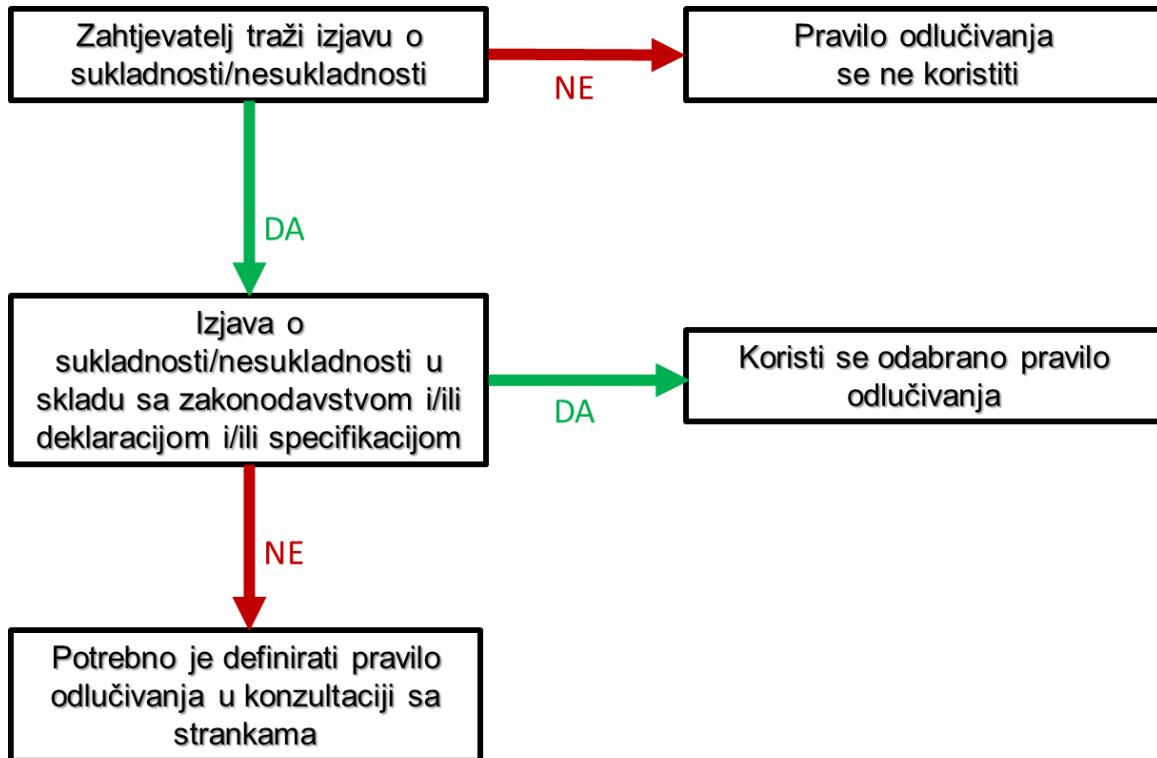 Zahtjevatelj traži izjavu o
sukladnosti/nesukladnosti
NE
Pravilo odlučivanja
se ne koristiti
DA
Izjava o
sukladnosti/nesukladnosti u
skladu sa zakonodavstvom i/ili
deklaracijom i/ili specifikacijom
DA
Koristi se odabrano pravilo
odlučivanja
NE
Potrebno je definirati pravilo
odlučivanja u konzultaciji sa
strankama